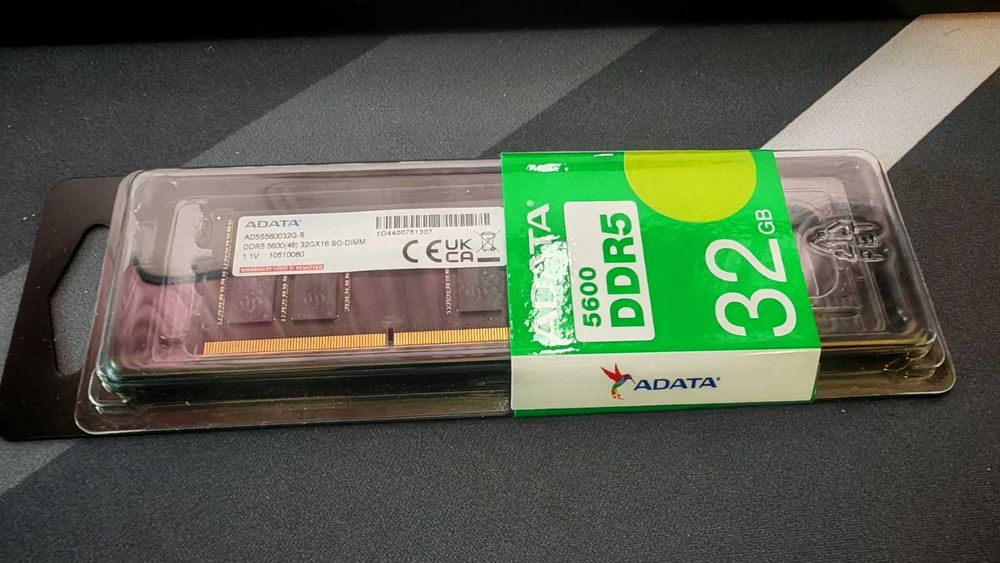 ADATA
AD5S560032G-S
DDR5 5600(46) 32GX16 SO-DIMM
1.1V 10510080
1O4400751307
CE UK CA
WARRANTY VOID IF REMOVED
ADATA
5600
DDR5
32 GB
ADATA